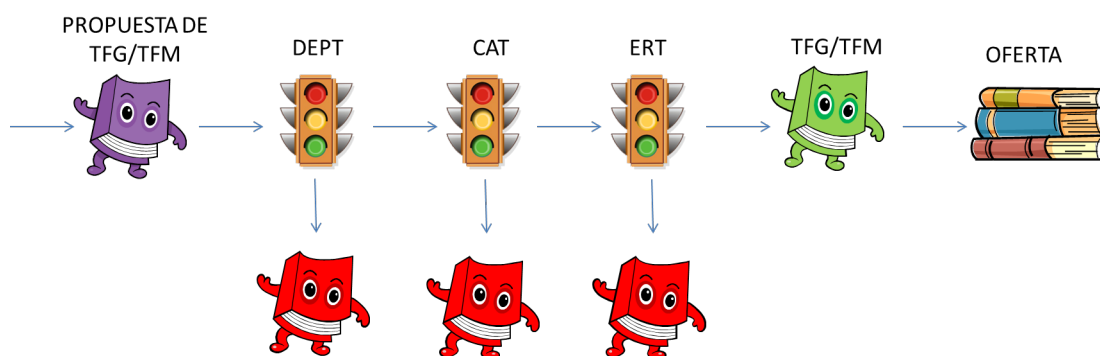 PROPUESTA DE
TFG/TFM
DEPT
CAT
ERT
TFG/TFM
OFERTA